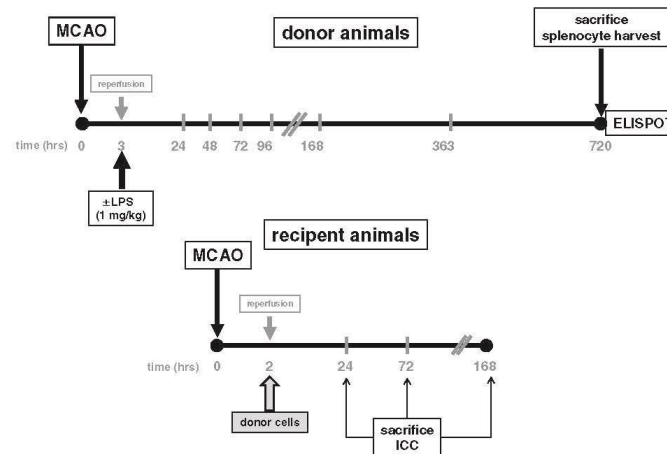 MCAO
donor animals
sacrifice
splenocyte harvest
reperfusion
ELISPOT
time (hrs) 0 3 24 48 72 96 168 363 720
±LPS
(1 mg/kg)
recipent animals
MCAO
reperfusion
time (hrs) 0 2 24 72 168
donor cells
sacrifice
ICC